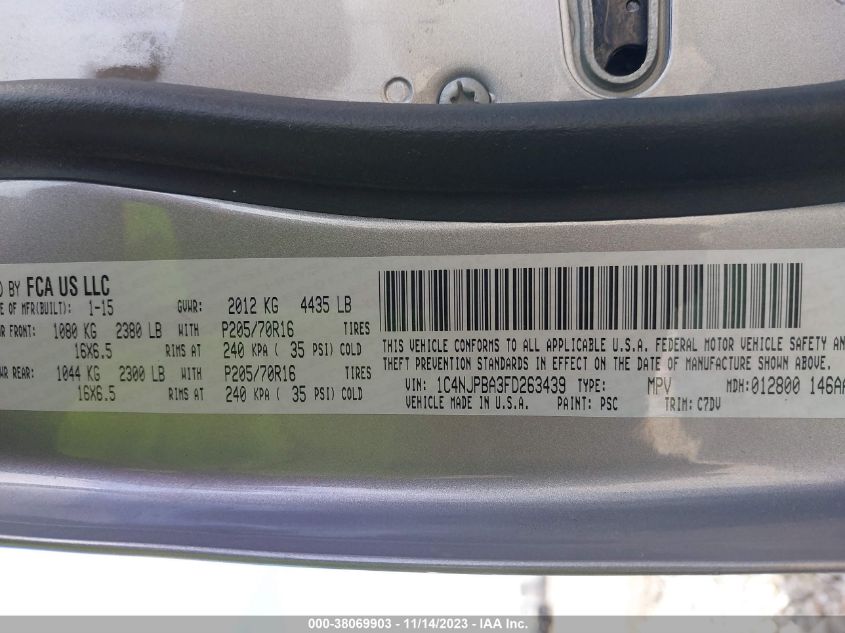 BY FCA US LLC
OF MFR(BUILT): 1-15 GVWR: 2012 KG 4435 LB
FRONT: 1080 KG 2380 LB WITH P205/70R16 TIRES
16X6.5 RIMS AT 240 KPA ( 35 PSI) COLD
REAR: 1044 KG 2300 LB WITH P205/70R16 TIRES
16X6.5 RIMS AT 240 KPA ( 35 PSI) COLD
THIS VEHICLE CONFORMS TO ALL APPLICABLE U.S.A. FEDERAL MOTOR VEHICLE SAFETY AN
THEFT PREVENTION STANDARDS IN EFFECT ON THE DATE OF MANUFACTURE SHOWN ABOVE.
VIN: 1C4NJPBA3FD263439 TYPE: MPV MDH:012800 146AA
VEHICLE MADE IN U.S.A. PAINT: PSC TRIM: C7DV
000-38069903 - 11/14/2023 - IAA Inc.